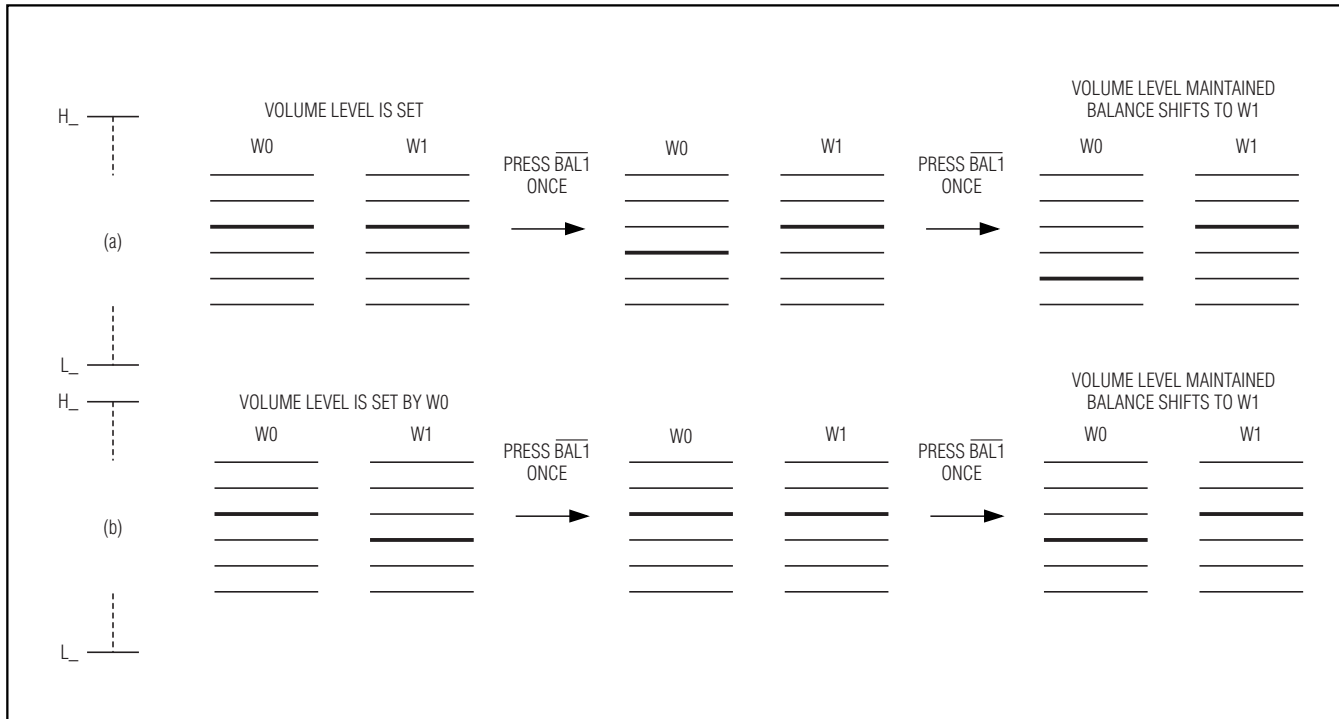 H_
VOLUME LEVEL IS SET
W0 W1
PRESS BAL1
ONCE
W0 W1
PRESS BAL1
ONCE
VOLUME LEVEL MAINTAINED
BALANCE SHIFTS TO W1
W0 W1
(a)
L_
H_
VOLUME LEVEL IS SET BY W0
W0 W1
PRESS BAL1
ONCE
W0 W1
PRESS BAL1
ONCE
VOLUME LEVEL MAINTAINED
BALANCE SHIFTS TO W1
W0 W1
(b)
L_